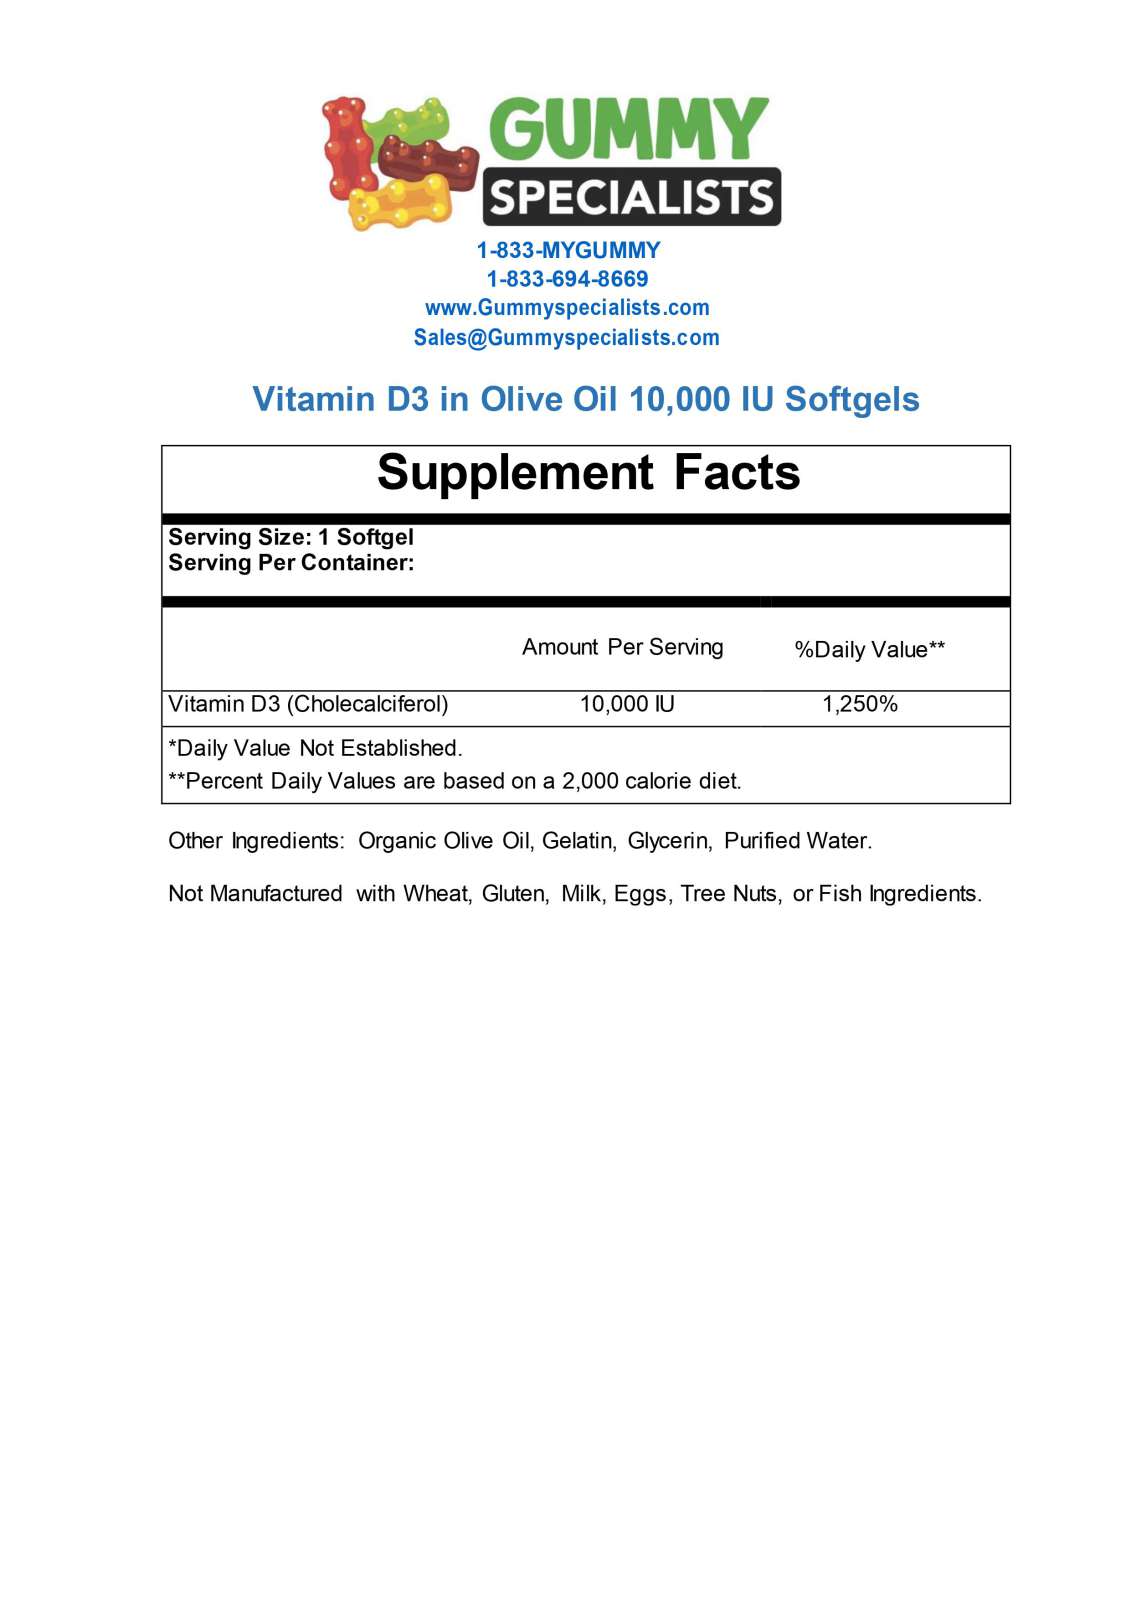 GUMMY
SPECIALISTS
1-833-MYGUMMY
1-833-694-8669
www.Gummyspecialists.com
Sales@Gummyspecialists.com
Vitamin D3 in Olive Oil 10,000 IU Softgels
Supplement Facts
Serving Size: 1 Softgel
Serving Per Container:
Amount Per Serving %Daily Value**
Vitamin D3 (Cholecalciferol) 10,000 IU 1,250%
*Daily Value Not Established.
**Percent Daily Values are based on a 2,000 calorie diet.
Other Ingredients: Organic Olive Oil, Gelatin, Glycerin, Purified Water.
Not Manufactured with Wheat, Gluten, Milk, Eggs, Tree Nuts, or Fish Ingredients.